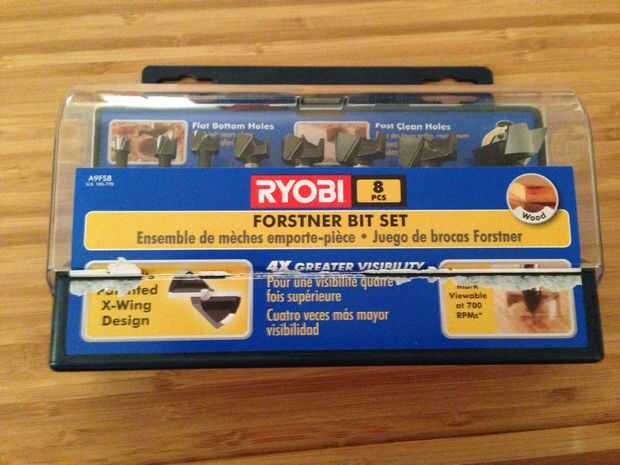 Flat Bottom Holes
Fast Clean Holes
A9FS8
RYOBI
8
PCS
FORSTNER BIT SET
Ensemble de mèches emporte-pièce • Juego de brocas Forstner
Wood
4X GREATER VISIBILITY
Pour une visibilité quatre
fois supérieure
Cuatro veces más mayor
visibilidad
X-Wing
Design
Mark
Viewable
at 700
RPMs*